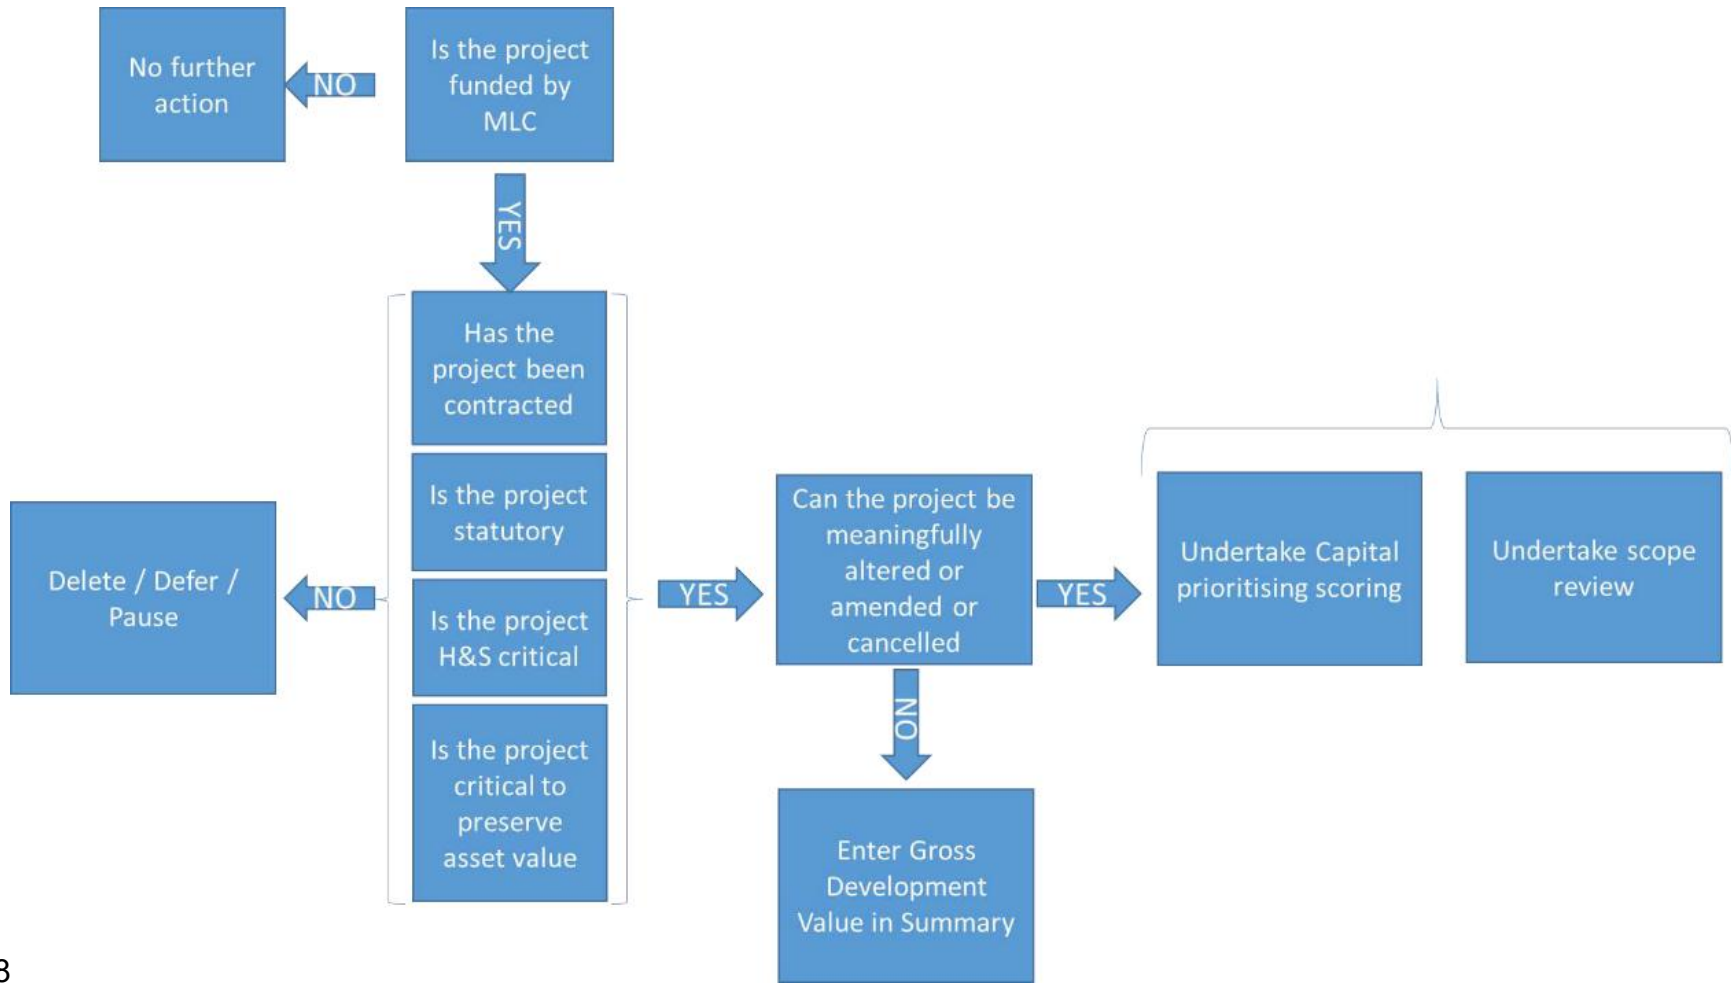 No further
action
NO
Is the project
funded by
MLC
YES
Has the
project been
contracted
Is the project
statutory
Is the project
H&S critical
Is the project
critical to
preserve
asset value
NO
Delete / Defer /
Pause
YES
Can the project be
meaningfully
altered or
amended or
cancelled
YES
Undertake Capital
prioritising scoring
Undertake scope
review
NO
Enter Gross
Development
Value in Summary
8